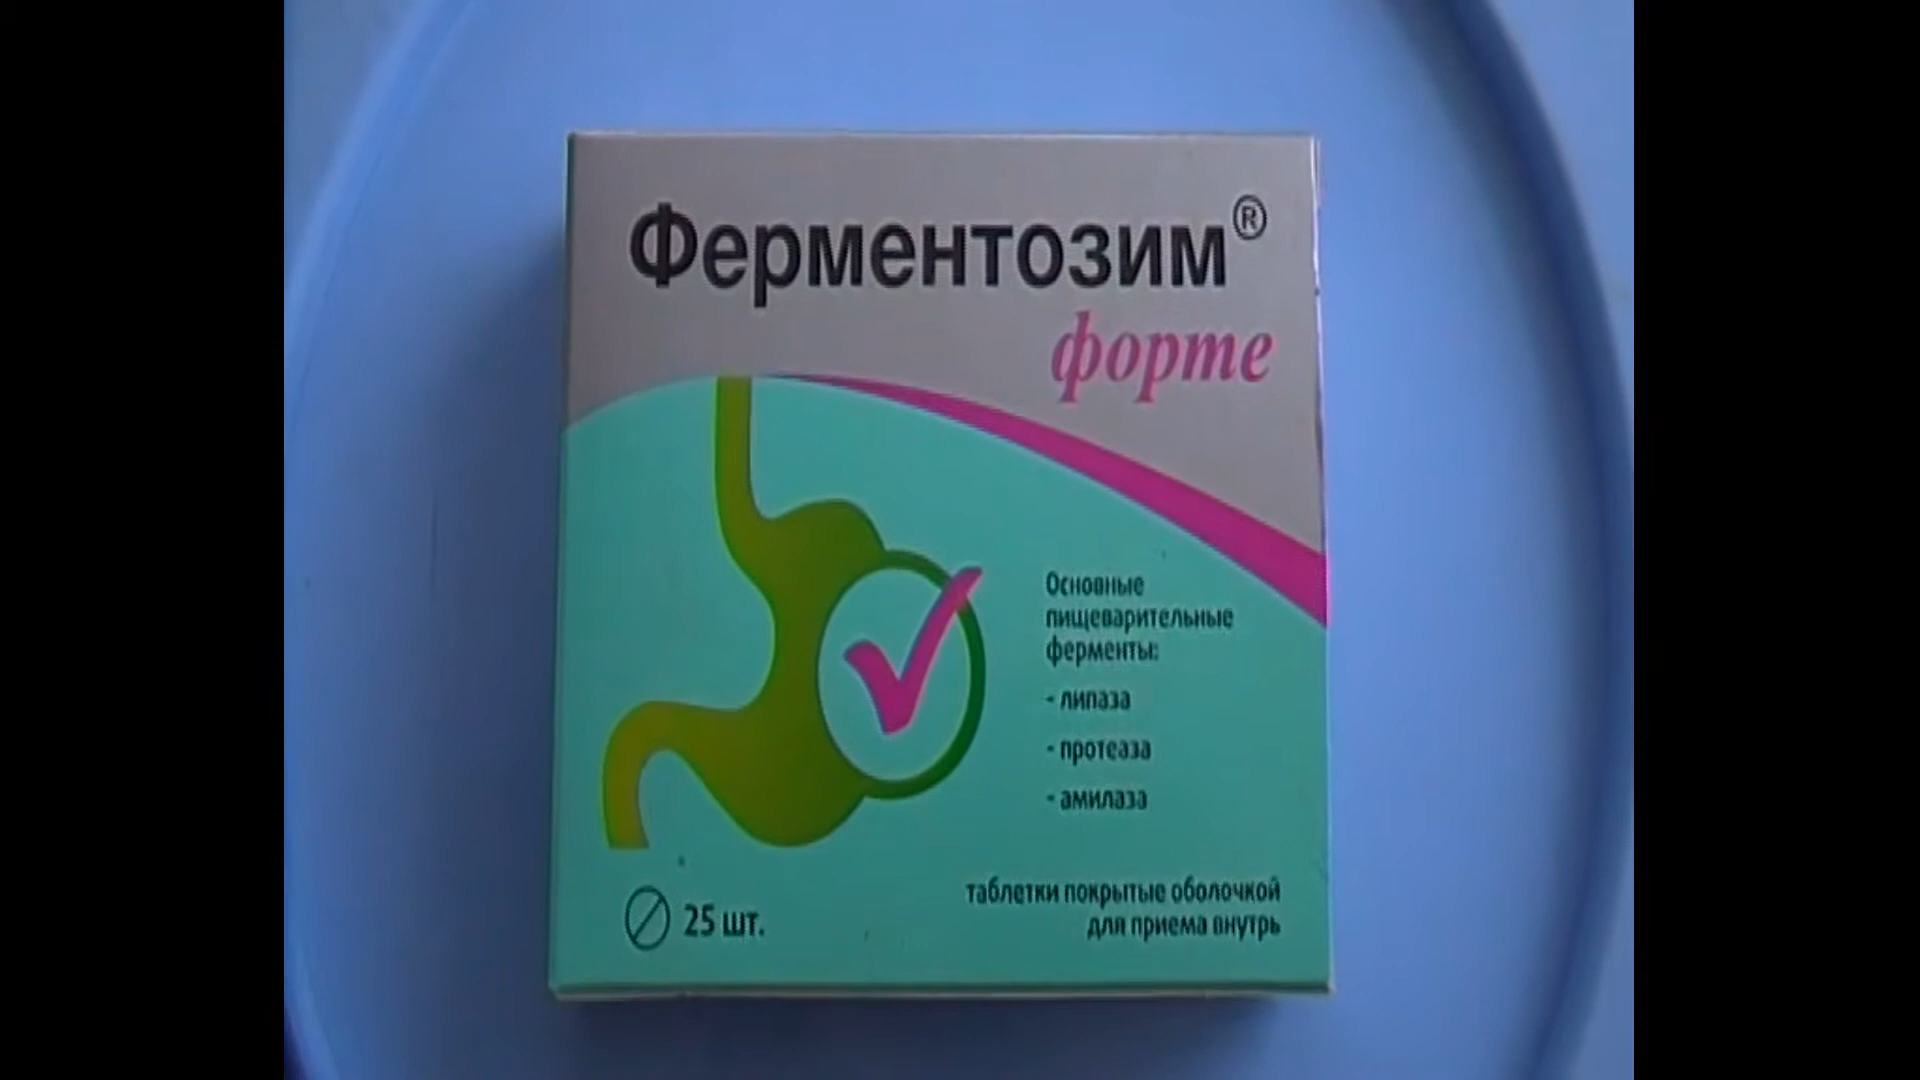 Ферментозим®
форте
Основные
пищеварительные
ферменты:
- липаза
- протеаза
- амилаза
25 шт.
таблетки покрытые оболочкой
для приема внутрь